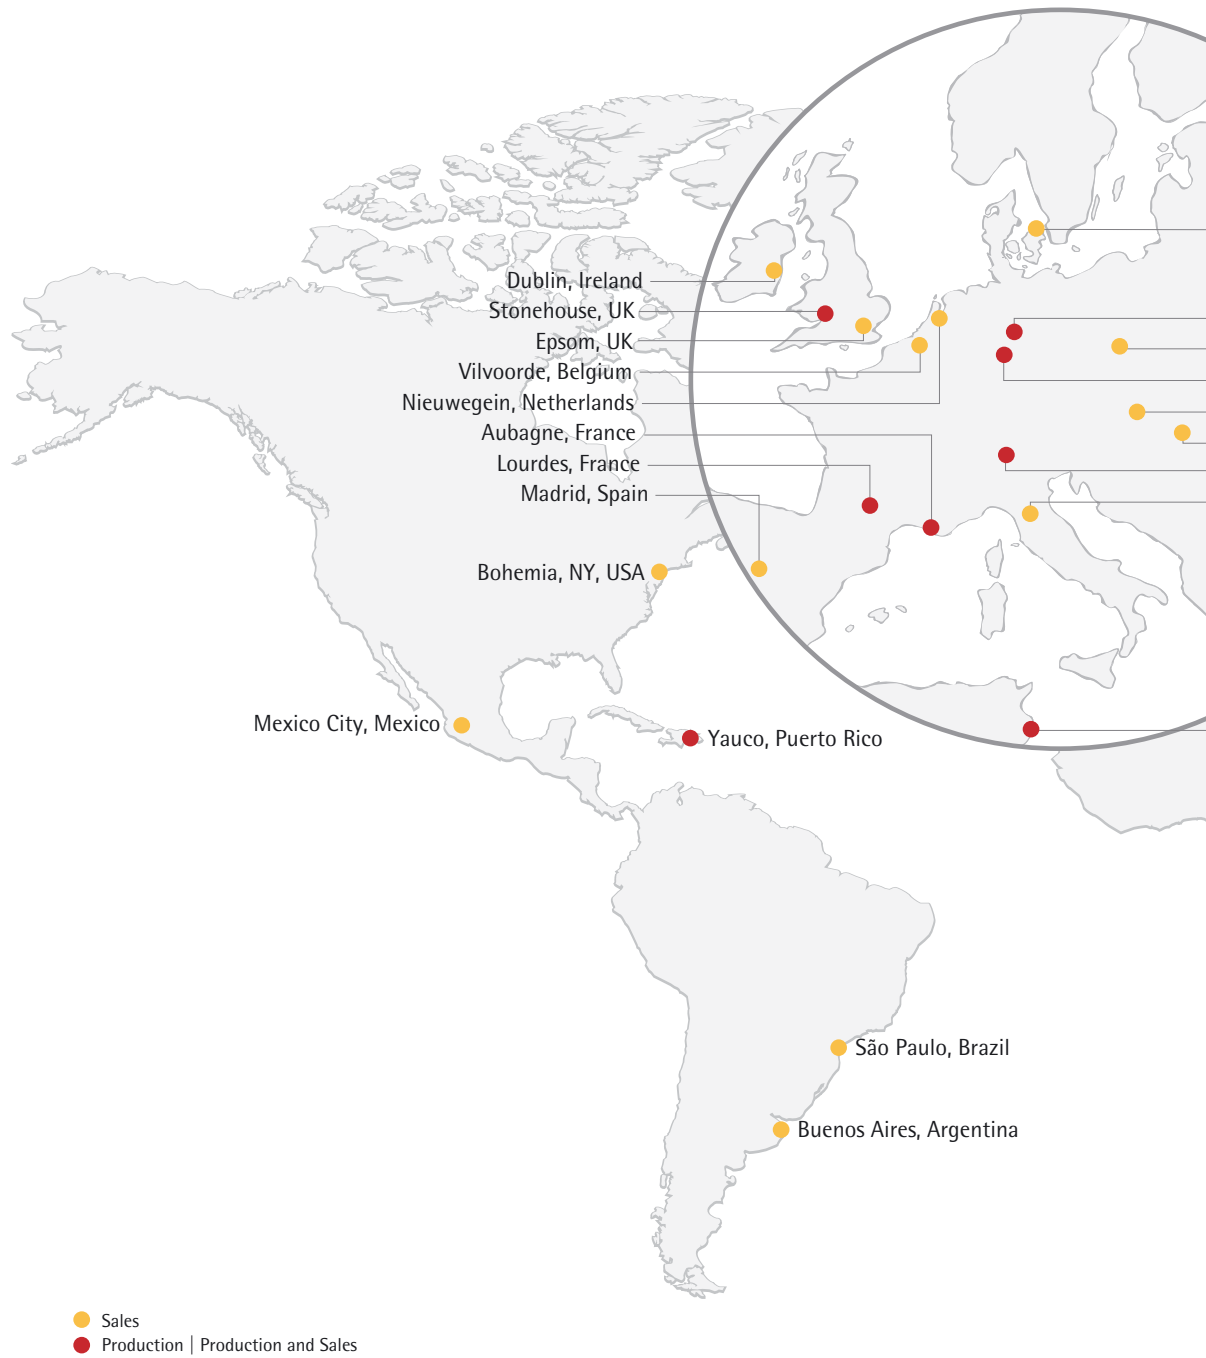 Dublin, Ireland
Stonehouse, UK
Epsom, UK
Vilvoorde, Belgium
Nieuwegein, Netherlands
Aubagne, France
Lourdes, France
Madrid, Spain
Bohemia, NY, USA
Mexico City, Mexico
Yauco, Puerto Rico
São Paulo, Brazil
Buenos Aires, Argentina
Sales
Production | Production and Sales